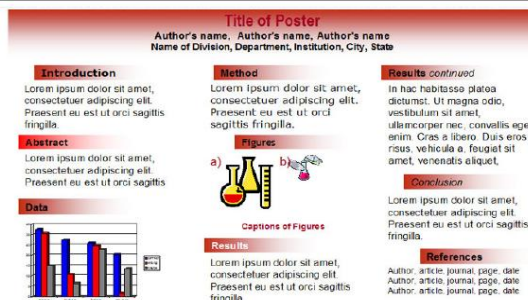 Title of Poster
Author's name, Author's name, Author's name
Name of Division, Department, Institution, City, State
Introduction
Lorem ipsum dolor sit amet,
consectetuer adipiscing elit.
Praesent eu est ut orci sagittis
fringilla.
Abstract
Lorem ipsum dolor sit amet,
consectetuer adipiscing elit.
Praesent eu est ut orci sagittis
Data
Method
Lorem ipsum dolor sit amet,
consectetuer adipiscing elit.
Praesent eu est ut orci
sagittis fringilla.
Figures
a) b)
Captions of Figures
Results
Lorem ipsum dolor sit amet,
consectetuer adipiscing elit.
Praesent eu est ut orci sagittis
fringilla.
Results continued
In hac habitasse platea
dictumst. Ut magna odio,
vestibulum sit amet,
ullamcorper nec, convallis ege
enim. Cras a libero. Duis eros
risus, vehicula a, feugiat sit
amet, venenatis aliquet,
Conclusion
Lorem ipsum dolor sit amet,
consectetuer adipiscing elit.
Praesent eu est ut orci sagittis
fringilla.
References
Author, article, journal, page, date
Author, article, journal, page, date
Author, article, journal, page, date